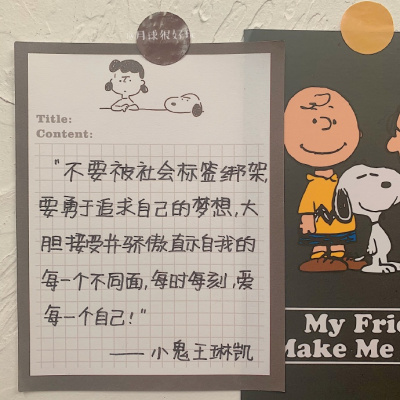 Title:
Content:
"不要被社会标签绑架,
要勇于追求自己的梦想,大
胆接受并骄傲直示自我的
每一个不同面,每时每刻,爱
每一个自己!"
——小鬼王琳凯
My Frie
Make Me